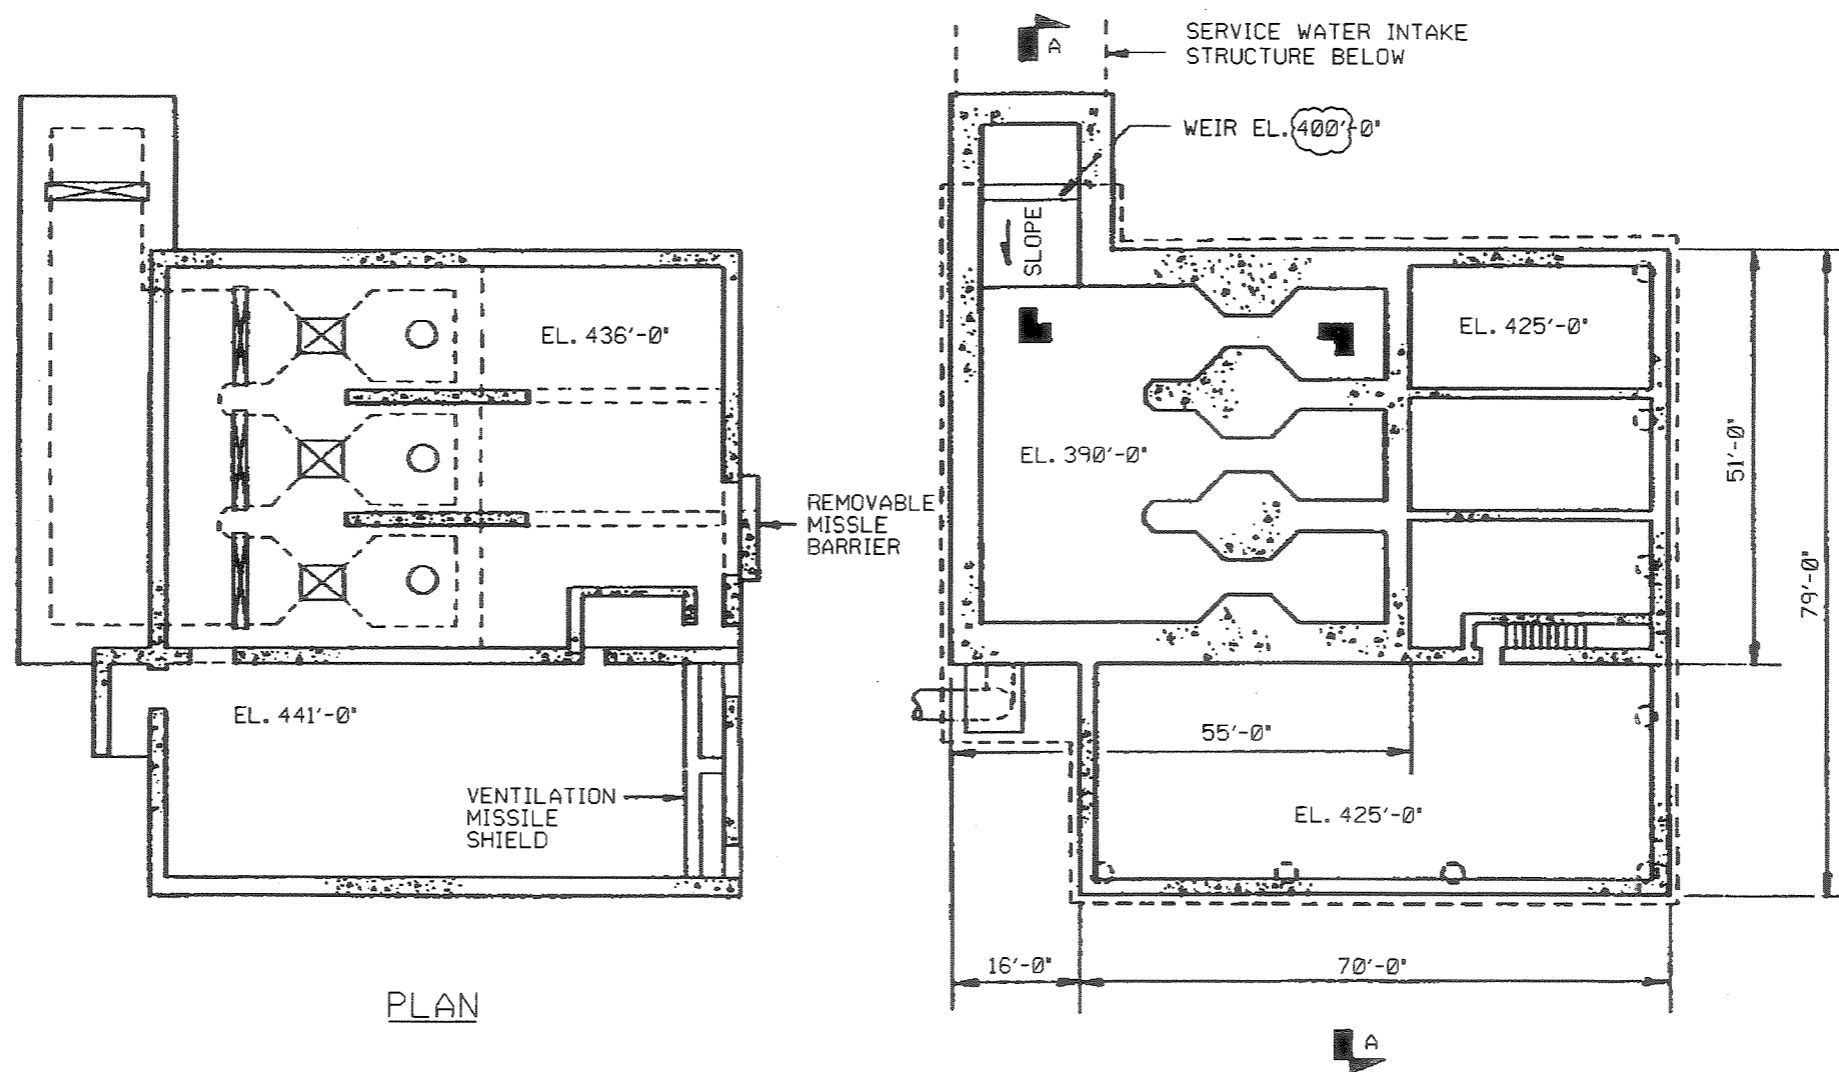 A
SERVICE WATER INTAKE
STRUCTURE BELOW
WEIR EL. 400'-0"
SLOPE
EL. 436'-0"
EL. 425'-0"
EL. 390'-0"
51'-0"
REMOVABLE
MISSLE
BARRIER
79'-0"
EL. 441'-0"
55'-0"
VENTILATION
MISSILE
SHIELD
EL. 425'-0"
16'-0"
70'-0"
PLAN
A